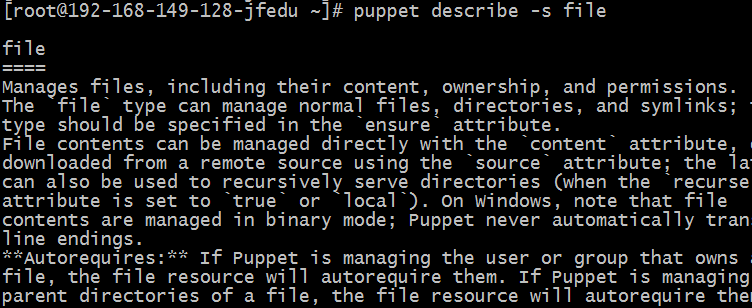 [root@192-168-149-128-jfedu ~]# puppet describe -s file
file
====
Manages files, including their content, ownership, and permissions.
The `file` type can manage normal files, directories, and symlinks;
type should be specified in the `ensure` attribute.
File contents can be managed directly with the `content` attribute,
downloaded from a remote source using the `source` attribute; the
can also be used to recursively serve directories (when the `recurse
attribute is set to `true` or `local`). On Windows, note that file
contents are managed in binary mode; Puppet never automatically
line endings.
**Autorequires:** If Puppet is managing the user or group that owns
file, the file resource will autorequire them. If Puppet is managing
parent directories of a file, the file resource will autorequire